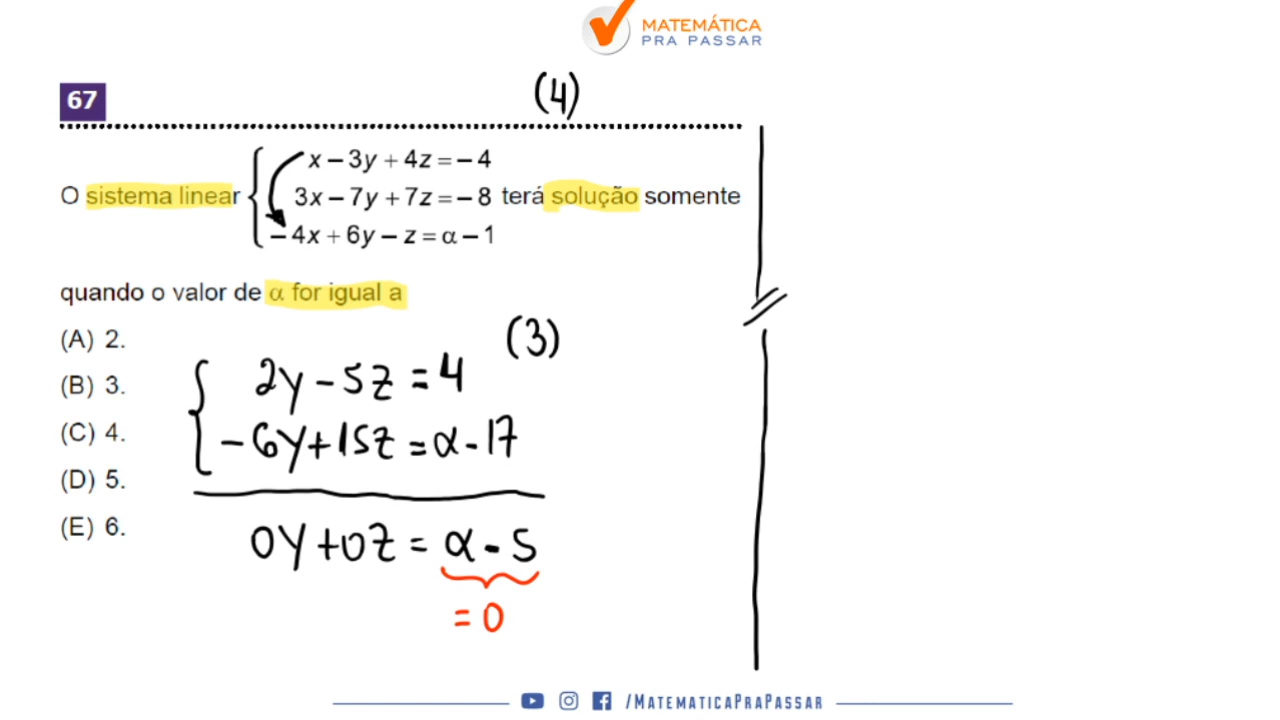 MATEMÁTICA
PRA PASSAR
67
(4)
x – 3y + 4z = – 4
O sistema linear 3x – 7y + 7z = – 8 terá solução somente
– 4x + 6y – z = α – 1
quando o valor de α for igual a
(A) 2.
(B) 3.
(C) 4.
(D) 5.
(E) 6.
(3)
2y - 5z = 4
-6y + 15z = α - 17
0y + 0z = α - 5
= 0
/MatematicaPraPassar